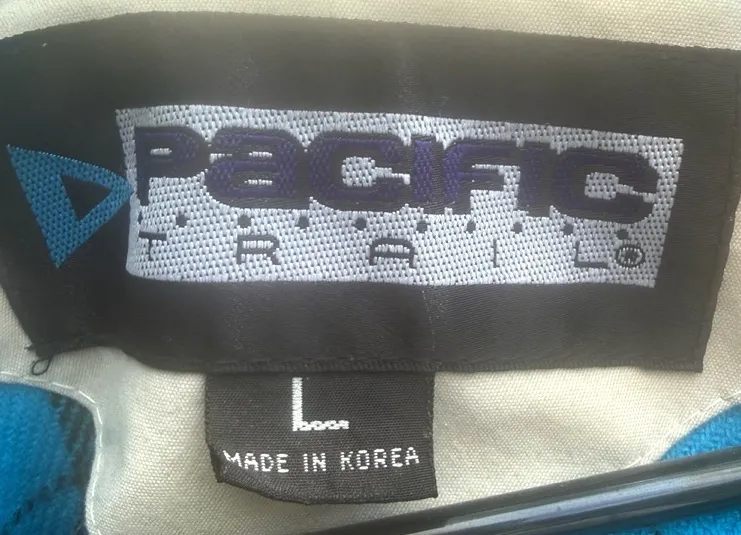 PaCIFIC
TRAIL®
L
MADE IN KOREA